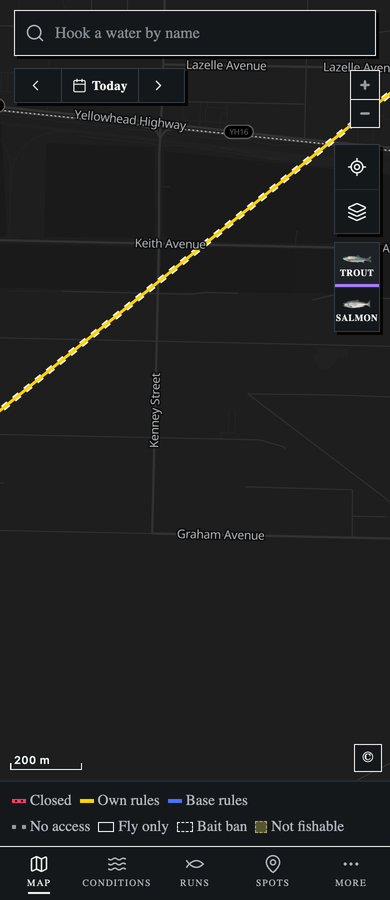 Hook a water by name
Lazelle Avenue
Lazelle Aven
Today
Yellowhead Highway
YH16
Keith Avenue
A
TROUT
SALMON
Kenney Street
Graham Avenue
200 m
©
Closed Own rules Base rules
No access Fly only Bait ban Not fishable
MAP CONDITIONS RUNS SPOTS MORE